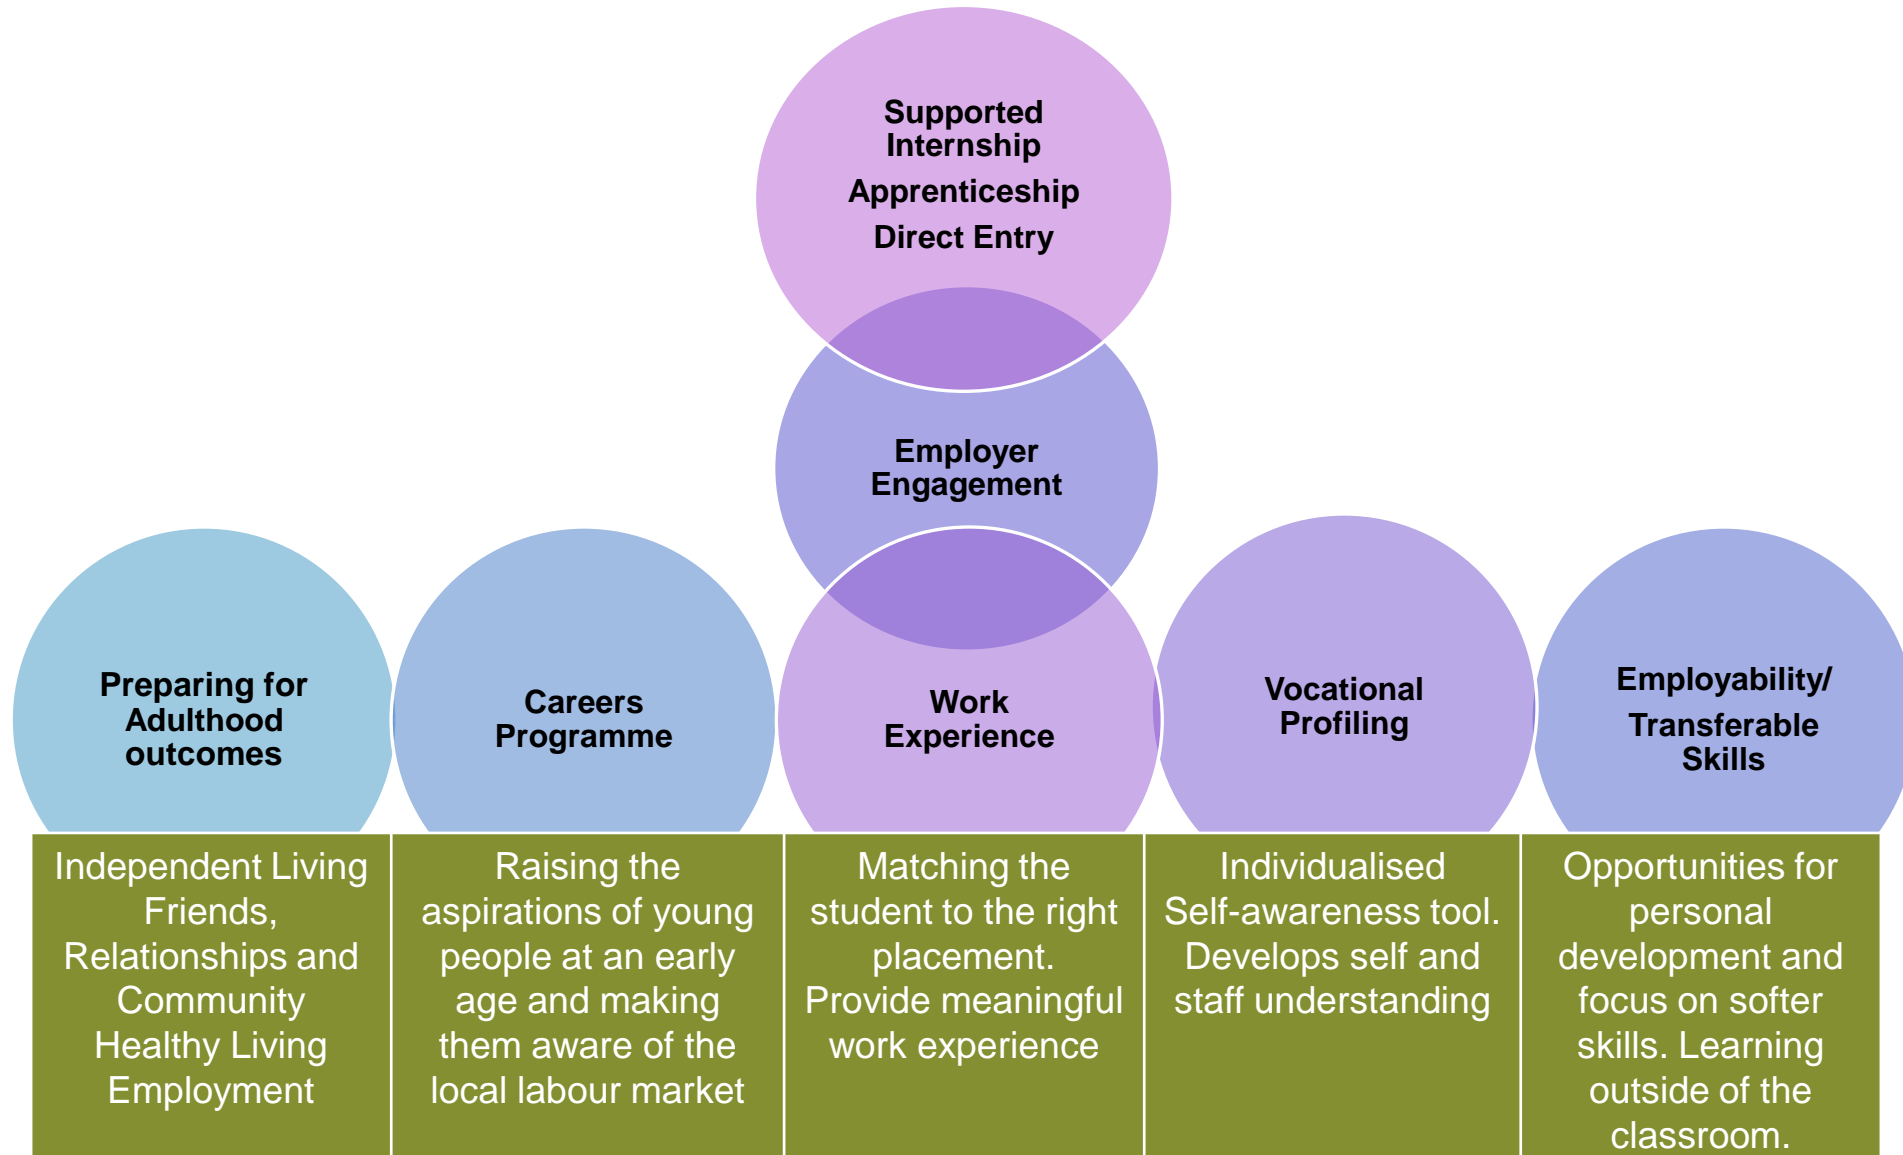 Supported
Internship
Apprenticeship
Direct Entry
Employer
Engagement
Preparing for
Adulthood
outcomes
Careers
Programme
Work
Experience
Vocational
Profiling
Employability/
Transferable
Skills
Independent Living
Friends,
Relationships and
Community
Healthy Living
Employment
Raising the
aspirations of young
people at an early
age and making
them aware of the
local labour market
Matching the
student to the right
placement.
Provide meaningful
work experience
Individualised
Self-awareness tool.
Develops self and
staff understanding
Opportunities for
personal
development and
focus on softer
skills. Learning
outside of the
classroom.